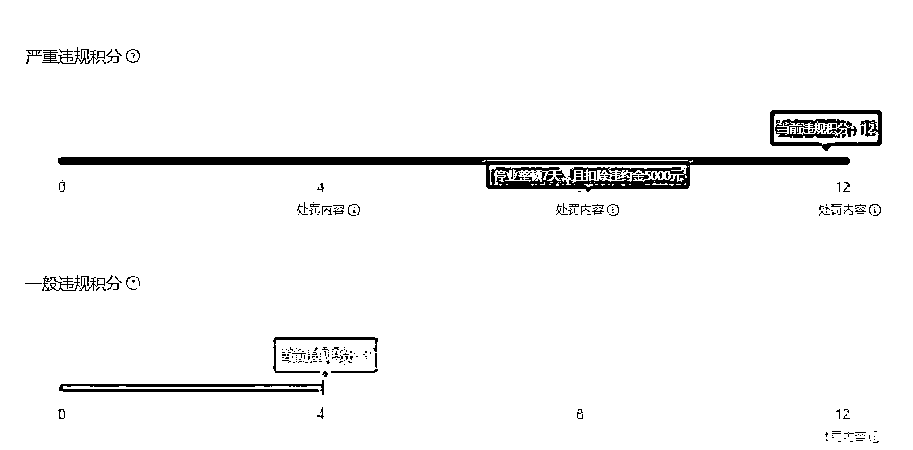 严重违规积分
当前违规积分：12
停业整顿7天，且扣除违约金5000元
0 4 12
处罚内容 处罚内容 处罚内容
一般违规积分
当前违规积分
0 4 8 12
内容